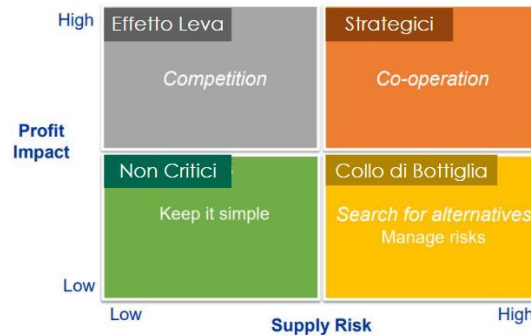 High
Effetto Leva
Strategici
Competition
Co-operation
Profit
Impact
Non Critici
Collo di Bottiglia
Keep it simple
Search for alternatives
Manage risks
Low
Low
High
Supply Risk